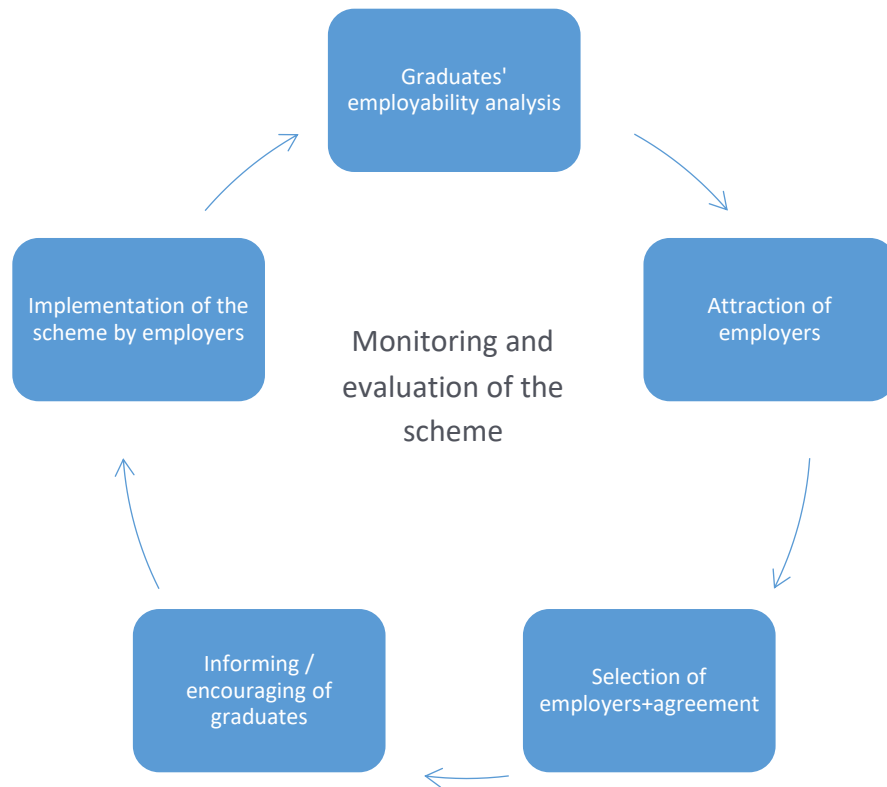 Graduates'
employability analysis
Attraction of
employers
Selection of
employers+agreement
Informing /
encouraging of
graduates
Implementation of the
scheme by employers
Monitoring and
evaluation of the
scheme